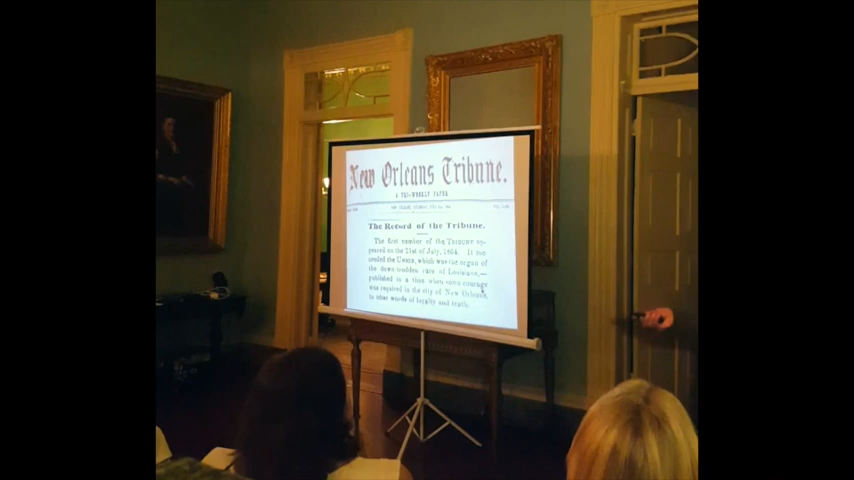 New Orleans Tribune.
A TRI-WEEKLY PAPER
The Record of the Tribune.
The first number of the TRIBUNE ap-
peared on the 21st of July, 1864. It suc
ceeded the UNION, which was the organ of
the down-trodden race of Louisiana,—
published in a time when some courage
was required in the city of New Orleans,
to utter words of loyalty and truth.